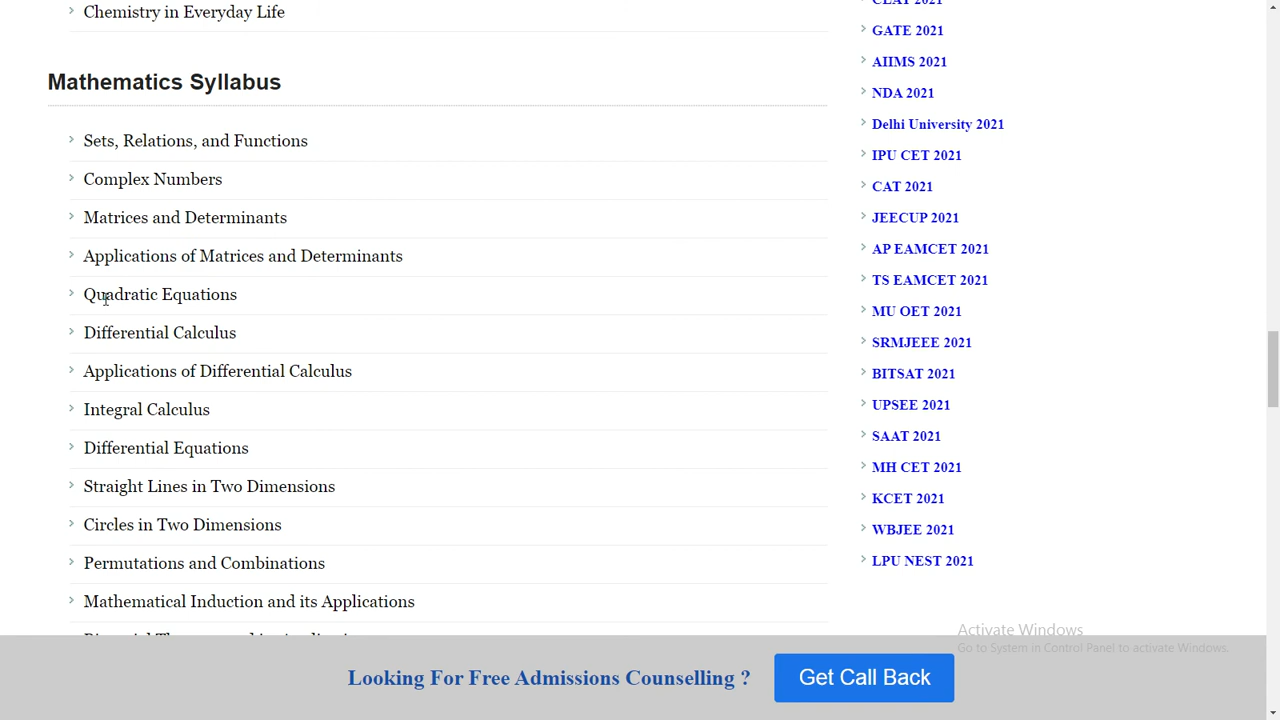 Chemistry in Everyday Life
Mathematics Syllabus
Sets, Relations, and Functions
Complex Numbers
Matrices and Determinants
Applications of Matrices and Determinants
Quadratic Equations
Differential Calculus
Applications of Differential Calculus
Integral Calculus
Differential Equations
Straight Lines in Two Dimensions
Circles in Two Dimensions
Permutations and Combinations
Mathematical Induction and its Applications
CLAT 2021
GATE 2021
AIIMS 2021
NDA 2021
Delhi University 2021
IPU CET 2021
CAT 2021
JEECUP 2021
AP EAMCET 2021
TS EAMCET 2021
MU OET 2021
SRMJEEE 2021
BITSAT 2021
UPSEE 2021
SAAT 2021
MH CET 2021
KCET 2021
WBJEE 2021
LPU NEST 2021
Activate Windows
Go to System in Control Panel to activate Windows.
Looking For Free Admissions Counselling ?
Get Call Back